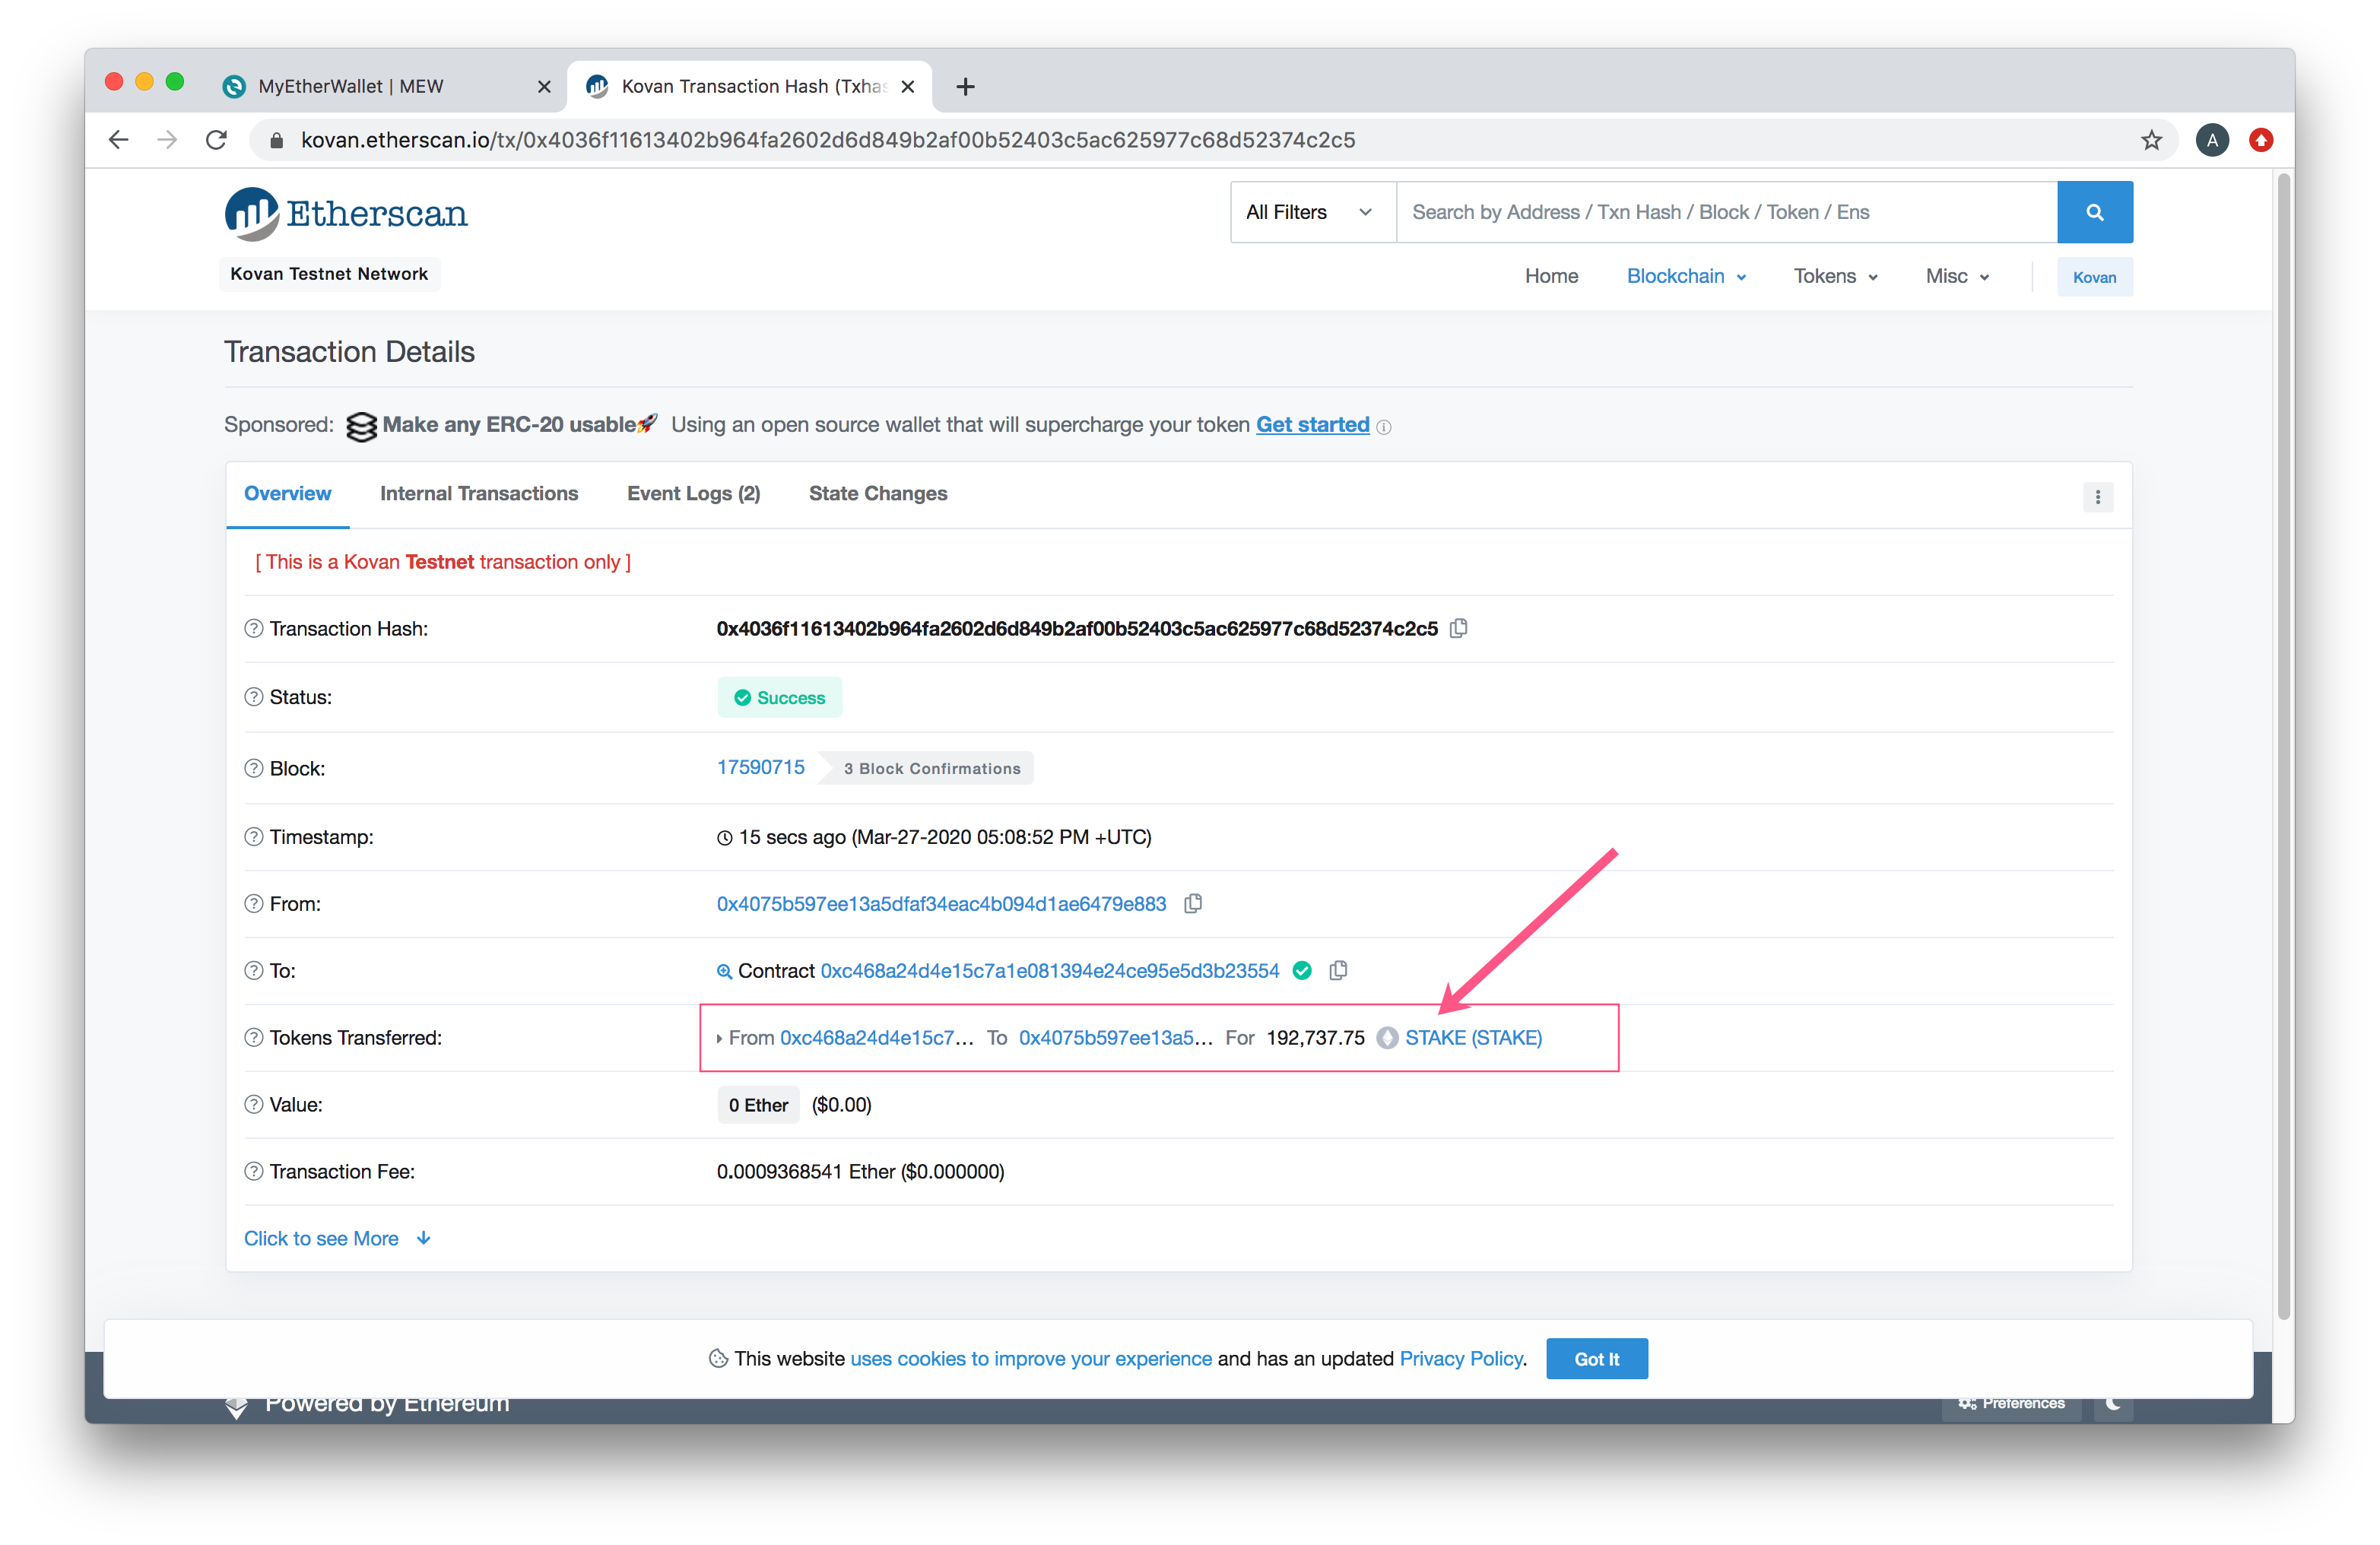 MyEtherWallet | MEW
Kovan Transaction Hash (Txhas
kovan.etherscan.io/tx/0x4036f11613402b964fa2602d6d849b2af00b52403c5ac625977c68d52374c2c5
A
Etherscan
All Filters
Search by Address / Txn Hash / Block / Token / Ens
Kovan Testnet Network
Home Blockchain Tokens Misc Kovan
Transaction Details
Sponsored: Make any ERC-20 usable🚀 Using an open source wallet that will supercharge your token Get started
Overview Internal Transactions Event Logs (2) State Changes
[ This is a Kovan Testnet transaction only ]
Transaction Hash: 0x4036f11613402b964fa2602d6d849b2af00b52403c5ac625977c68d52374c2c5
Status: Success
Block: 17590715 3 Block Confirmations
Timestamp: 15 secs ago (Mar-27-2020 05:08:52 PM +UTC)
From: 0x4075b597ee13a5dfaf34eac4b094d1ae6479e883
To: Contract 0xc468a24d4e15c7a1e081394e24ce95e5d3b23554
Tokens Transferred: From 0xc468a24d4e15c7... To 0x4075b597ee13a5... For 192,737.75 STAKE (STAKE)
Value: 0 Ether ($0.00)
Transaction Fee: 0.0009368541 Ether ($0.000000)
Click to see More
This website uses cookies to improve your experience and has an updated Privacy Policy. Got It
Powered by Ethereum
Preferences